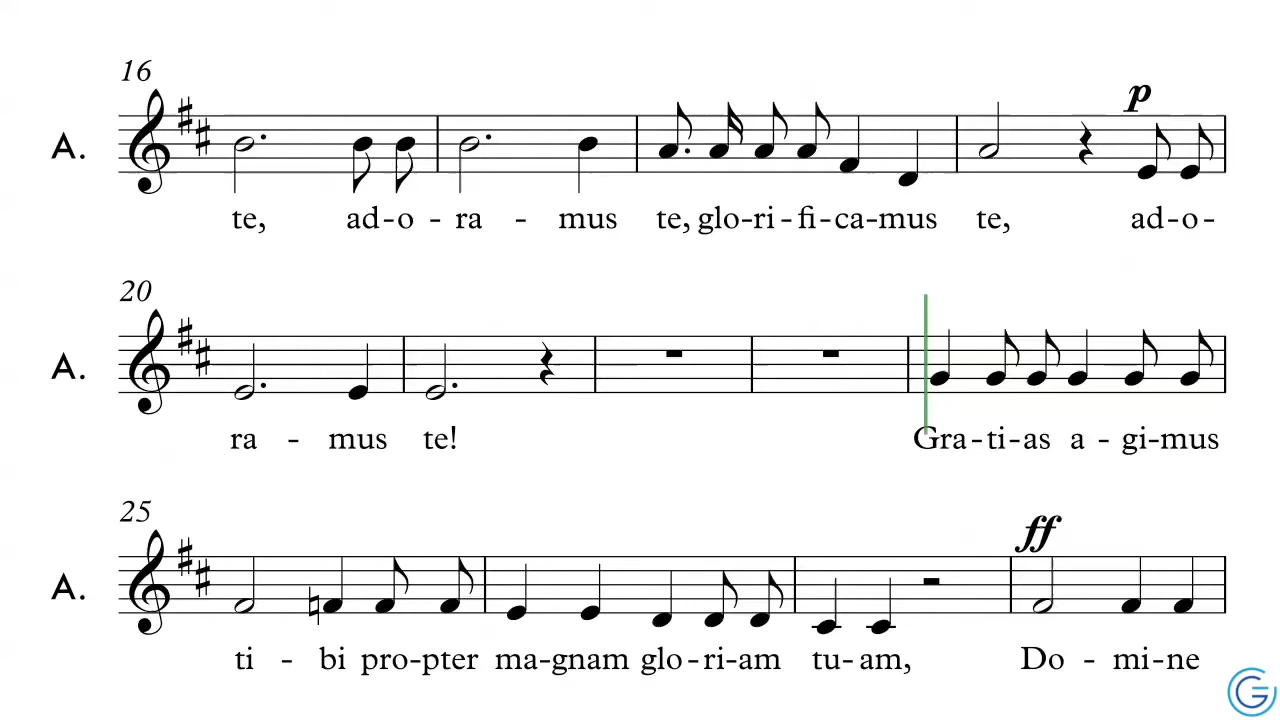 16
p
A.
te, ad-o-ra - mus te, glo-ri-fi-ca-mus te, ad-o-
20
A.
ra - mus te! Gra-ti-as a-gi-mus
25
ff
A.
ti - bi pro-pter ma-gnam glo-ri-am tu-am, Do - mi-ne